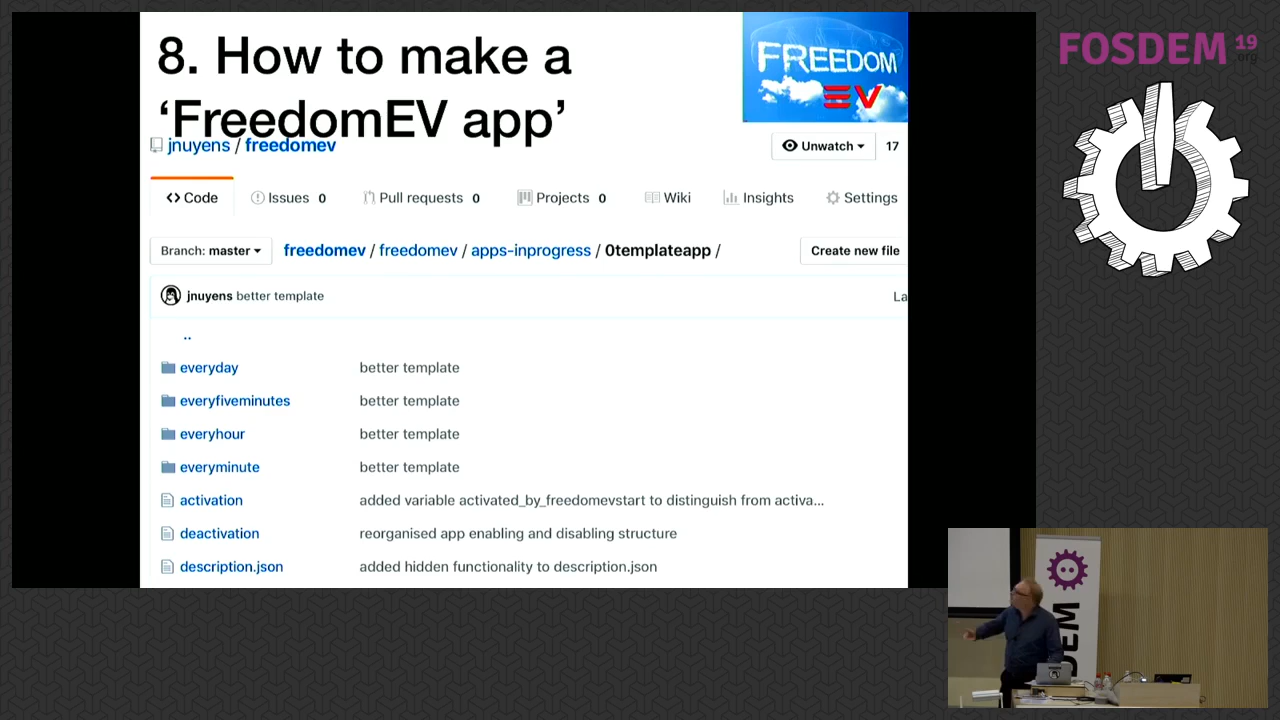 8. How to make a
‘FreedomEV app’
FREEDOM
EV
FOSDEM 19
.org
jnuyens / freedomev
Unwatch 17
Code Issues 0 Pull requests 0 Projects 0 Wiki Insights Settings
Branch: master freedomev / freedomev / apps-inprogress / 0templateapp / Create new file
jnuyens better template La
..
everyday better template
everyfiveminutes better template
everyhour better template
everyminute better template
activation added variable activated_by_freedomevstart to distinguish from activa...
deactivation reorganised app enabling and disabling structure
description.json added hidden functionality to description.json
DEM